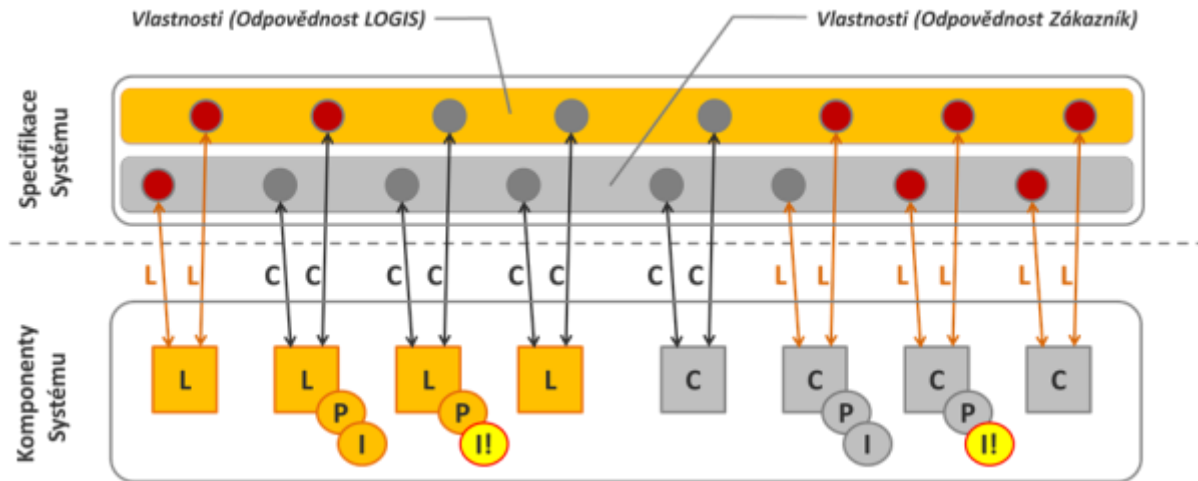 Vlastnosti (Odpovědnost LOGIS)
Vlastnosti (Odpovědnost Zákazník)
Specifikace
Systému
L L C C C C C C C C L L L L L L
Komponenty
Systému
L L L L C C C C
P P P P
I I! I I!